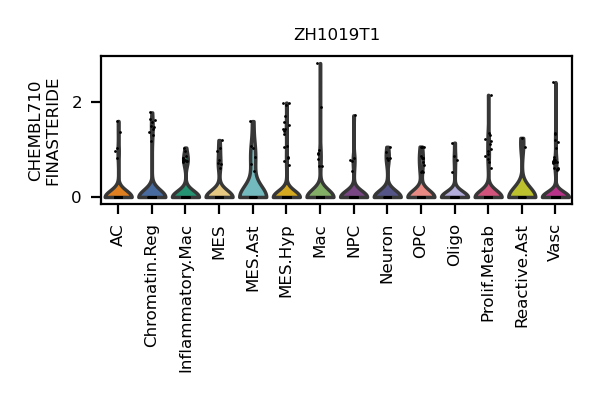 ZH1019T1
CHEMBL710
FINASTERIDE
2
0
AC
Chromatin.Reg
Inflammatory.Mac
MES
MES.Ast
MES.Hyp
Mac
NPC
Neuron
OPC
Oligo
Prolif.Metab
Reactive.Ast
Vasc